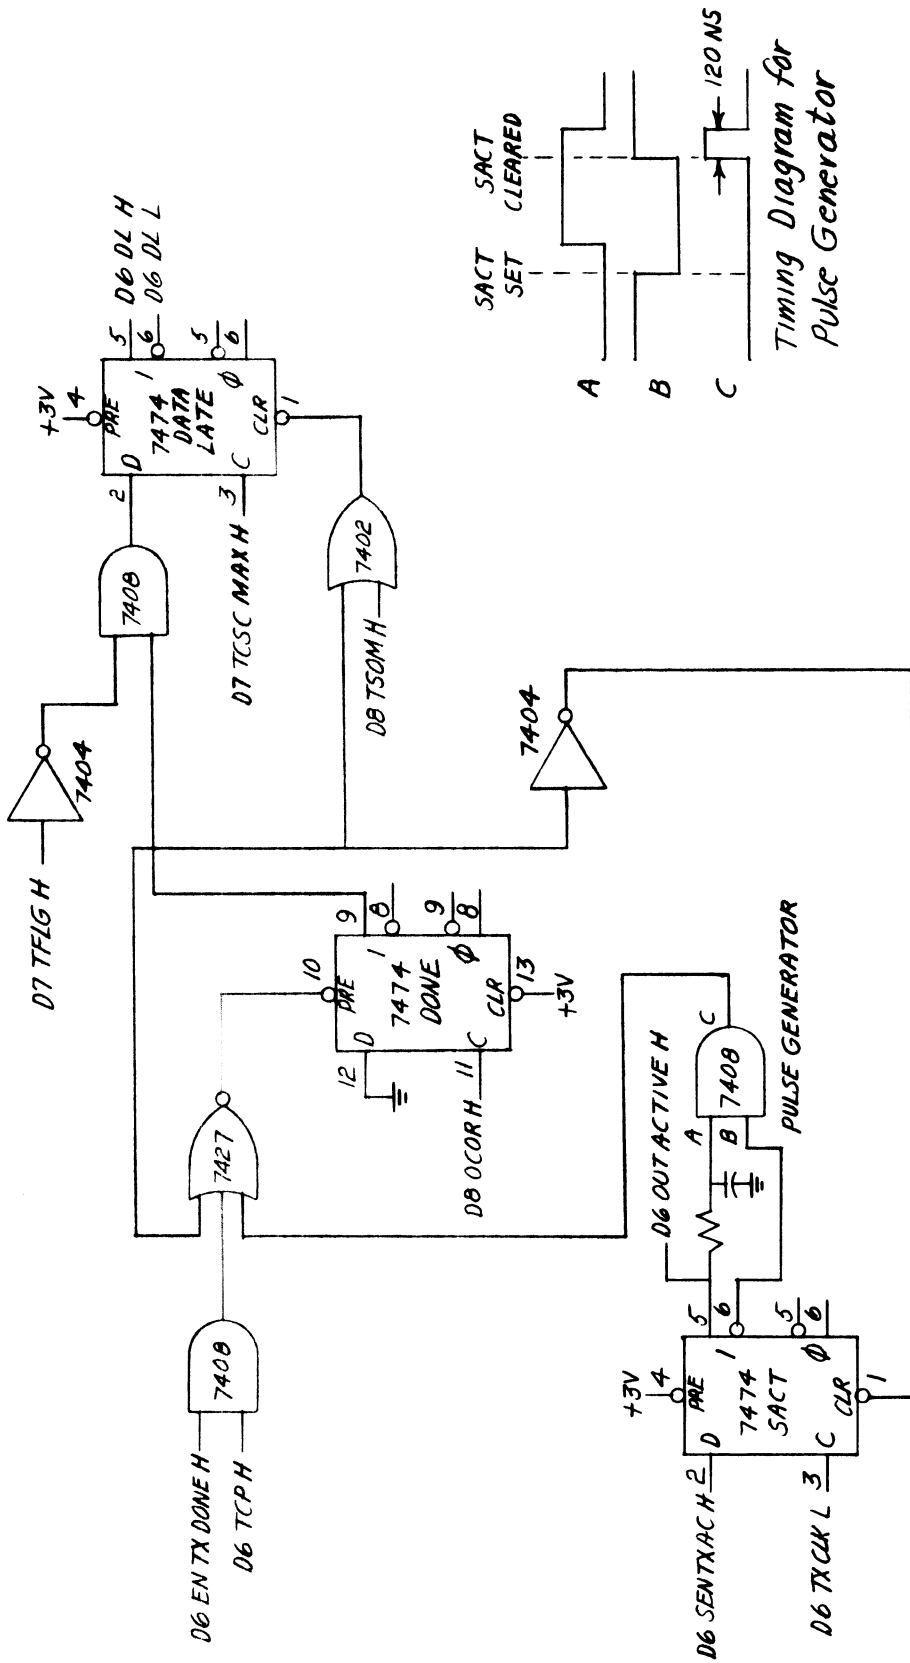 D7 TFLG H
7404
7408
+3V
4
PRE
2
D
1
5
D6 DL H
6
D6 DL L
7474
DATA
LATE
5
φ
6
D7 TCSC MAX H
3
C
CLR
1
7402
D8 TSOM H
7404
D6 EN TX DONE H
D6 TCP H
7408
7427
10
PRE
12
D
1
9
8
7474
DONE
9
φ
8
D8 OCOR H
11
C
CLR
13
+3V
D6 SENTXAC H
2
D
+3V
4
PRE
1
5
6
7474
SACT
5
φ
6
D6 TX CLK L
3
C
CLR
1
D6 OUT ACTIVE H
A
B
7408
C
PULSE GENERATOR
SACT
SET
SACT
CLEARED
A
B
C
120 NS
Timing Diagram for
Pulse Generator